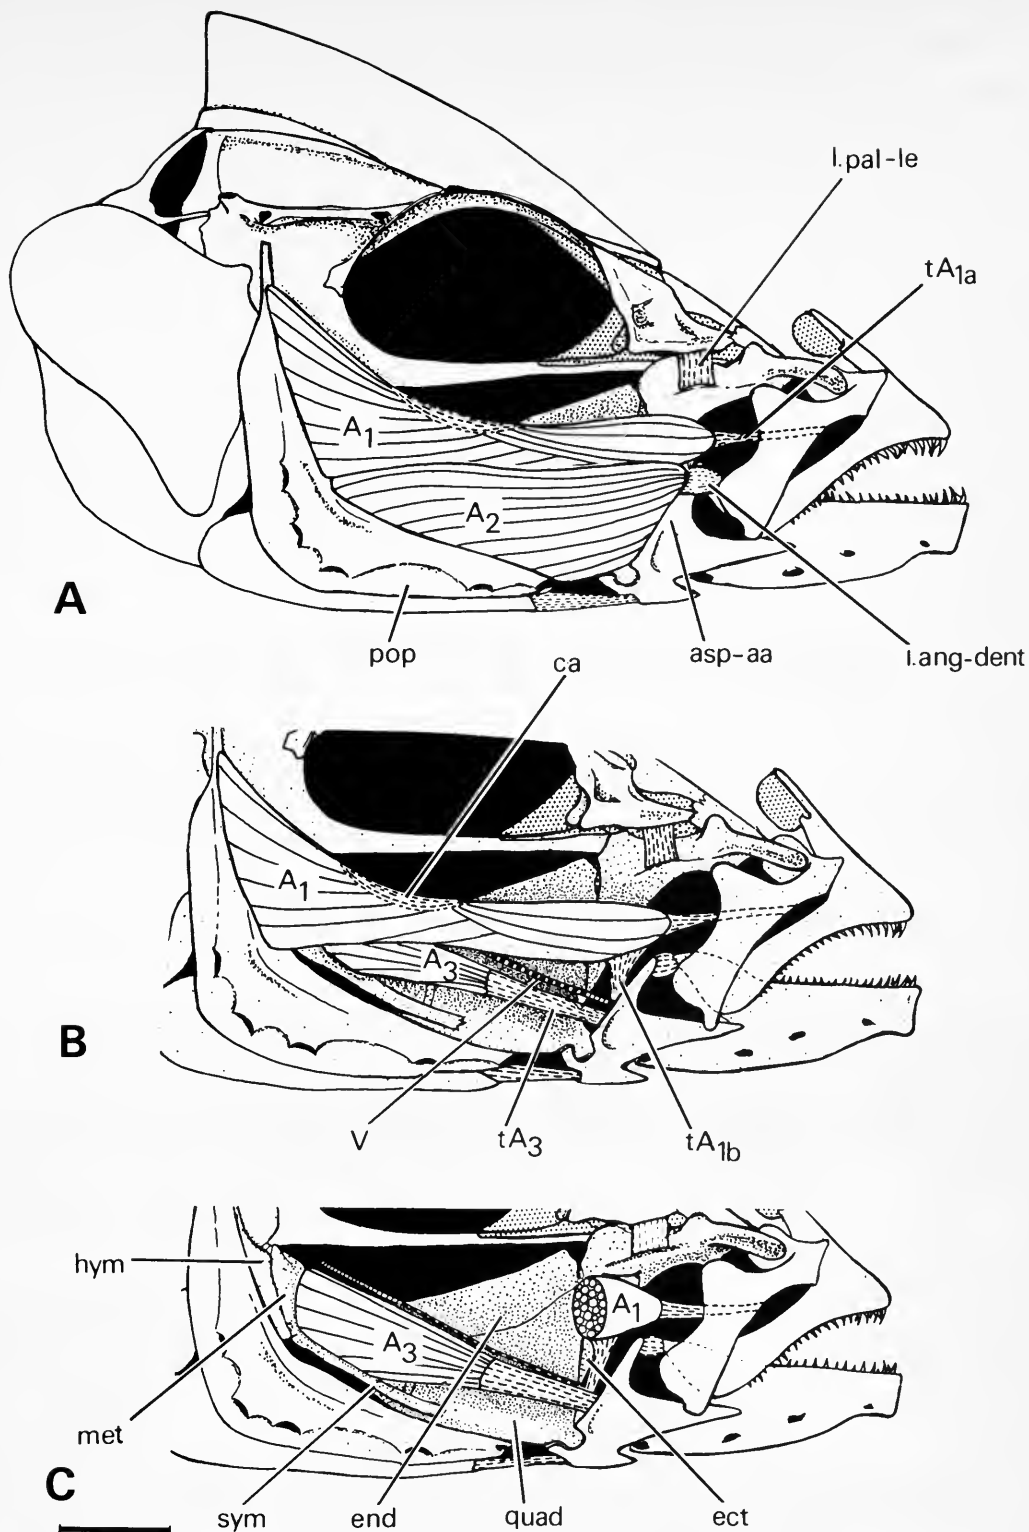 l.pal-le
tA1a
A1
A2
A
pop
asp-aa
l.ang-dent
ca
A1
A3
B
V
tA3
tA1b
hym
A1
A3
met
C
sym
end
quad
ect